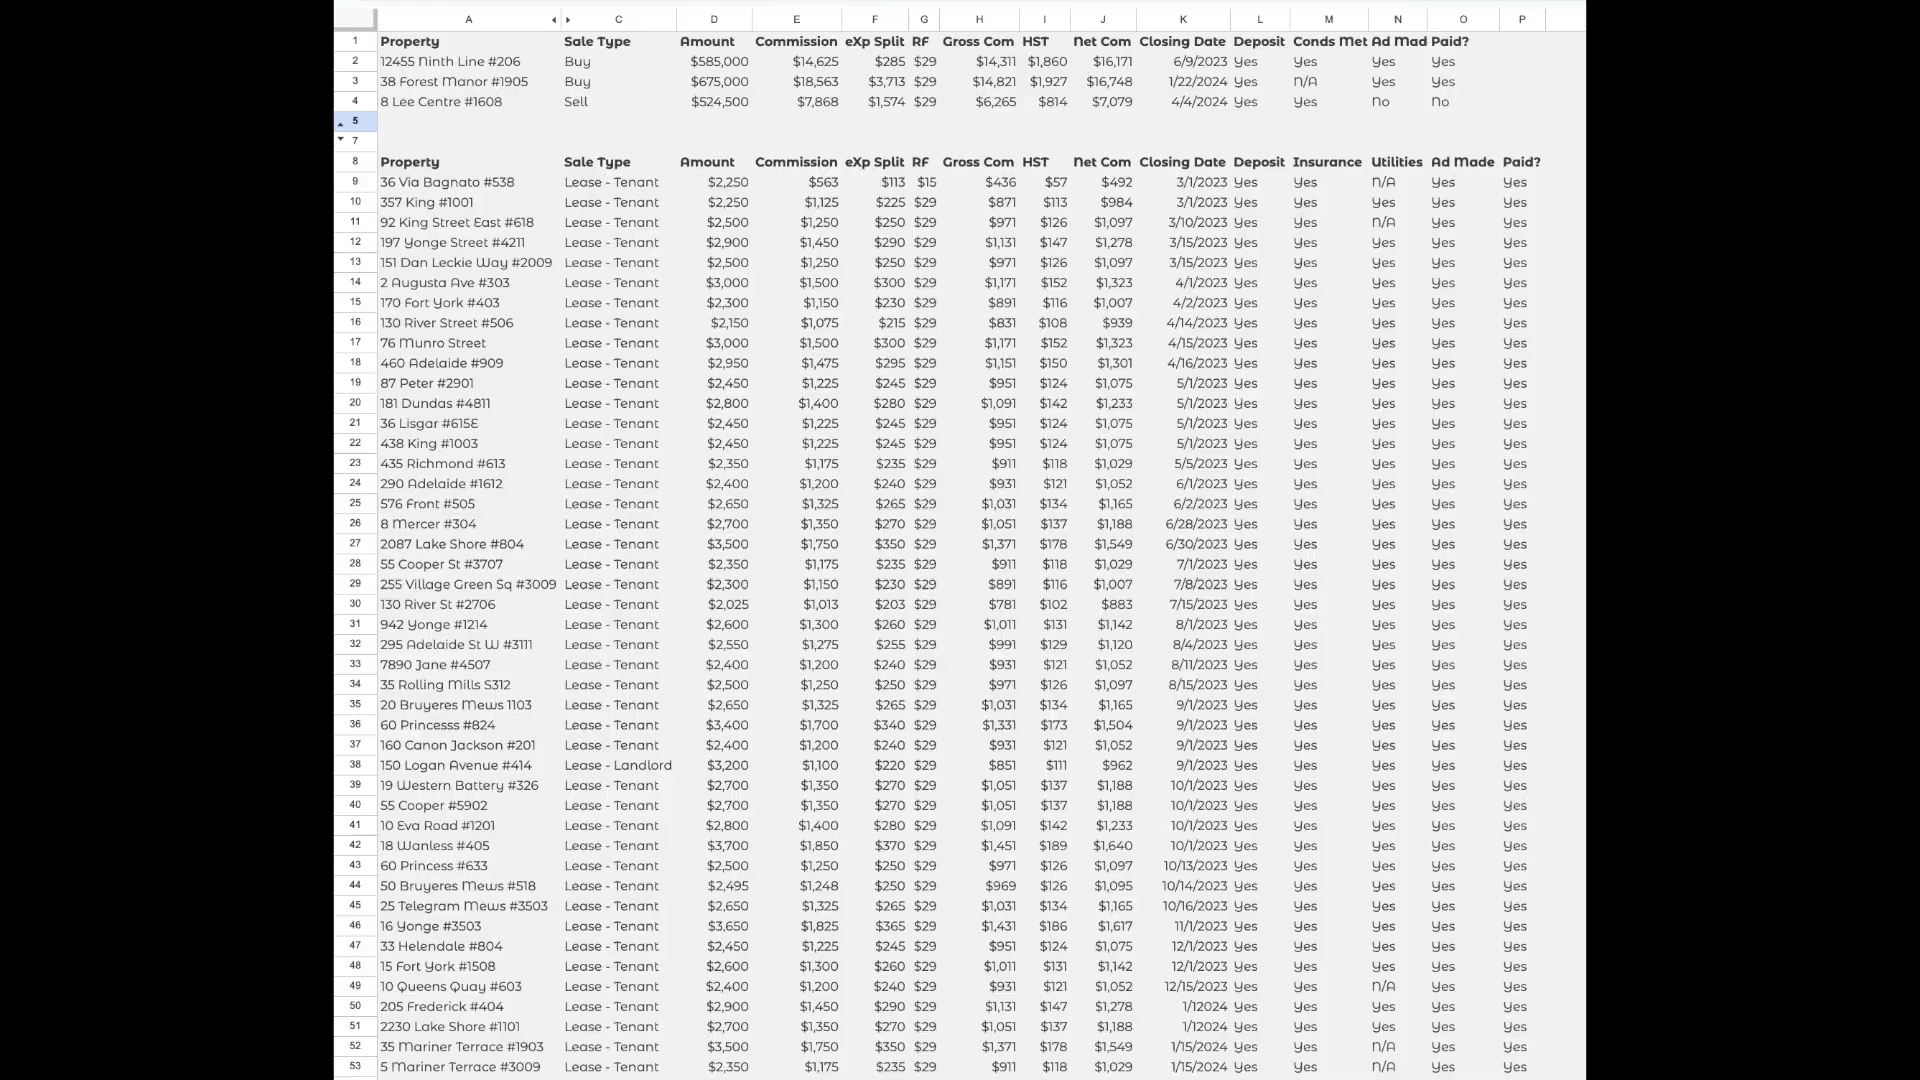 A C D E F G H I J K L M N O P
1 Property Sale Type Amount Commission eXp Split RF Gross Com HST Net Com Closing Date Deposit Conds Met Ad Mad Paid?
2 12455 Ninth Line #206 Buy $585,000 $14,625 $285 $29 $14,311 $1,860 $16,171 6/9/2023 Yes Yes Yes Yes
3 38 Forest Manor #1905 Buy $675,000 $18,563 $3,713 $29 $14,821 $1,927 $16,748 1/22/2024 Yes N/A Yes Yes
4 8 Lee Centre #1608 Sell $524,500 $7,868 $1,574 $29 $6,265 $814 $7,079 4/4/2024 Yes Yes No No
5
7
8 Property Sale Type Amount Commission eXp Split RF Gross Com HST Net Com Closing Date Deposit Insurance Utilities Ad Made Paid?
9 36 Via Bagnato #538 Lease - Tenant $2,250 $563 $113 $15 $436 $57 $492 3/1/2023 Yes Yes N/A Yes Yes
10 357 King #1001 Lease - Tenant $2,250 $1,125 $225 $29 $871 $113 $984 3/1/2023 Yes Yes Yes Yes Yes
11 92 King Street East #618 Lease - Tenant $2,500 $1,250 $250 $29 $971 $126 $1,097 3/10/2023 Yes Yes N/A Yes Yes
12 197 Yonge Street #4211 Lease - Tenant $2,900 $1,450 $290 $29 $1,131 $147 $1,278 3/15/2023 Yes Yes Yes Yes Yes
13 151 Dan Leckie Way #2009 Lease - Tenant $2,500 $1,250 $250 $29 $971 $126 $1,097 3/15/2023 Yes Yes Yes Yes Yes
14 2 Augusta Ave #303 Lease - Tenant $3,000 $1,500 $300 $29 $1,171 $152 $1,323 4/1/2023 Yes Yes Yes Yes Yes
15 170 Fort York #403 Lease - Tenant $2,300 $1,150 $230 $29 $891 $116 $1,007 4/2/2023 Yes Yes Yes Yes Yes
16 130 River Street #506 Lease - Tenant $2,150 $1,075 $215 $29 $831 $108 $939 4/14/2023 Yes Yes Yes Yes Yes
17 76 Munro Street Lease - Tenant $3,000 $1,500 $300 $29 $1,171 $152 $1,323 4/15/2023 Yes Yes Yes Yes Yes
18 460 Adelaide #909 Lease - Tenant $2,950 $1,475 $295 $29 $1,151 $150 $1,301 4/16/2023 Yes Yes Yes Yes Yes
19 87 Peter #2901 Lease - Tenant $2,450 $1,225 $245 $29 $951 $124 $1,075 5/1/2023 Yes Yes Yes Yes Yes
20 181 Dundas #4811 Lease - Tenant $2,800 $1,400 $280 $29 $1,091 $142 $1,233 5/1/2023 Yes Yes Yes Yes Yes
21 36 Lisgar #615E Lease - Tenant $2,450 $1,225 $245 $29 $951 $124 $1,075 5/1/2023 Yes Yes Yes Yes Yes
22 438 King #1003 Lease - Tenant $2,450 $1,225 $245 $29 $951 $124 $1,075 5/1/2023 Yes Yes Yes Yes Yes
23 435 Richmond #613 Lease - Tenant $2,350 $1,175 $235 $29 $911 $118 $1,029 5/5/2023 Yes Yes Yes Yes Yes
24 290 Adelaide #1612 Lease - Tenant $2,400 $1,200 $240 $29 $931 $121 $1,052 6/1/2023 Yes Yes Yes Yes Yes
25 576 Front #505 Lease - Tenant $2,650 $1,325 $265 $29 $1,031 $134 $1,165 6/2/2023 Yes Yes Yes Yes Yes
26 8 Mercer #304 Lease - Tenant $2,700 $1,350 $270 $29 $1,051 $137 $1,188 6/28/2023 Yes Yes Yes Yes Yes
27 2087 Lake Shore #804 Lease - Tenant $3,500 $1,750 $350 $29 $1,371 $178 $1,549 6/30/2023 Yes Yes Yes Yes Yes
28 55 Cooper St #3707 Lease - Tenant $2,350 $1,175 $235 $29 $911 $118 $1,029 7/1/2023 Yes Yes Yes Yes Yes
29 255 Village Green Sq #3009 Lease - Tenant $2,300 $1,150 $230 $29 $891 $116 $1,007 7/8/2023 Yes Yes Yes Yes Yes
30 130 River St #2706 Lease - Tenant $2,025 $1,013 $203 $29 $781 $102 $883 7/15/2023 Yes Yes Yes Yes Yes
31 942 Yonge #1214 Lease - Tenant $2,600 $1,300 $260 $29 $1,011 $131 $1,142 8/1/2023 Yes Yes Yes Yes Yes
32 295 Adelaide St W #3111 Lease - Tenant $2,550 $1,275 $255 $29 $991 $129 $1,120 8/4/2023 Yes Yes Yes Yes Yes
33 7890 Jane #4507 Lease - Tenant $2,400 $1,200 $240 $29 $931 $121 $1,052 8/11/2023 Yes Yes Yes Yes Yes
34 35 Rolling Mills S312 Lease - Tenant $2,500 $1,250 $250 $29 $971 $126 $1,097 8/15/2023 Yes Yes Yes Yes Yes
35 20 Bruyeres Mews 1103 Lease - Tenant $2,650 $1,325 $265 $29 $1,031 $134 $1,165 9/1/2023 Yes Yes Yes Yes Yes
36 60 Princesss #824 Lease - Tenant $3,400 $1,700 $340 $29 $1,331 $173 $1,504 9/1/2023 Yes Yes Yes Yes Yes
37 160 Canon Jackson #201 Lease - Tenant $2,400 $1,200 $240 $29 $931 $121 $1,052 9/1/2023 Yes Yes Yes Yes Yes
38 150 Logan Avenue #414 Lease - Landlord $3,200 $1,100 $220 $29 $851 $111 $962 9/1/2023 Yes Yes Yes Yes Yes
39 19 Western Battery #326 Lease - Tenant $2,700 $1,350 $270 $29 $1,051 $137 $1,188 10/1/2023 Yes Yes Yes Yes Yes
40 55 Cooper #5902 Lease - Tenant $2,700 $1,350 $270 $29 $1,051 $137 $1,188 10/1/2023 Yes Yes Yes Yes Yes
41 10 Eva Road #1201 Lease - Tenant $2,800 $1,400 $280 $29 $1,091 $142 $1,233 10/1/2023 Yes Yes Yes Yes Yes
42 18 Wanless #405 Lease - Tenant $3,700 $1,850 $370 $29 $1,451 $189 $1,640 10/1/2023 Yes Yes Yes Yes Yes
43 60 Princess #633 Lease - Tenant $2,500 $1,250 $250 $29 $971 $126 $1,097 10/13/2023 Yes Yes Yes Yes Yes
44 50 Bruyeres Mews #518 Lease - Tenant $2,495 $1,248 $250 $29 $969 $126 $1,095 10/14/2023 Yes Yes Yes Yes Yes
45 25 Telegram Mews #3503 Lease - Tenant $2,650 $1,325 $265 $29 $1,031 $134 $1,165 10/16/2023 Yes Yes Yes Yes Yes
46 16 Yonge #3503 Lease - Tenant $3,650 $1,825 $365 $29 $1,431 $186 $1,617 11/1/2023 Yes Yes Yes Yes Yes
47 33 Helendale #804 Lease - Tenant $2,450 $1,225 $245 $29 $951 $124 $1,075 12/1/2023 Yes Yes Yes Yes Yes
48 15 Fort York #1508 Lease - Tenant $2,600 $1,300 $260 $29 $1,011 $131 $1,142 12/1/2023 Yes Yes Yes Yes Yes
49 10 Queens Quay #603 Lease - Tenant $2,400 $1,200 $240 $29 $931 $121 $1,052 12/15/2023 Yes Yes N/A Yes Yes
50 205 Frederick #404 Lease - Tenant $2,900 $1,450 $290 $29 $1,131 $147 $1,278 1/12024 Yes Yes Yes Yes Yes
51 2230 Lake Shore #1101 Lease - Tenant $2,700 $1,350 $270 $29 $1,051 $137 $1,188 1/12024 Yes Yes Yes Yes Yes
52 35 Mariner Terrace #1903 Lease - Tenant $3,500 $1,750 $350 $29 $1,371 $178 $1,549 1/15/2024 Yes Yes N/A Yes Yes
53 5 Mariner Terrace #3009 Lease - Tenant $2,350 $1,175 $235 $29 $911 $118 $1,029 1/15/2024 Yes Yes N/A Yes Yes